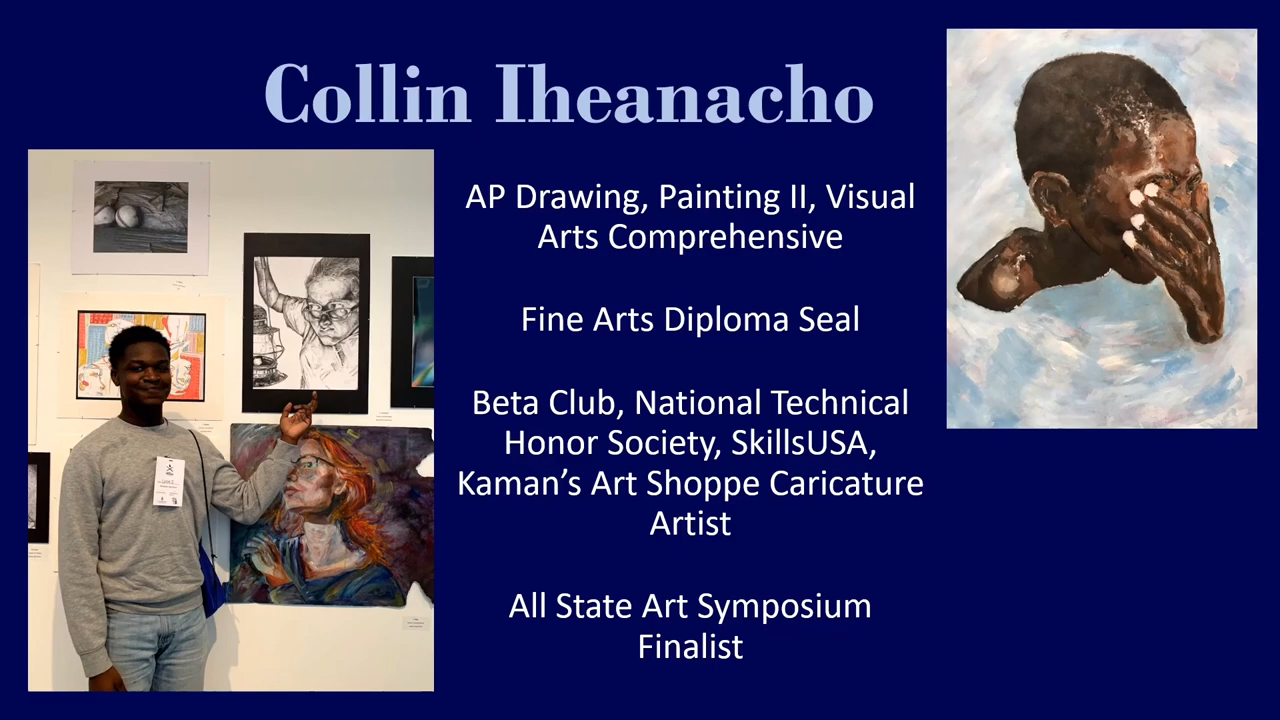 Collin Iheanacho
AP Drawing, Painting II, Visual
Arts Comprehensive
Fine Arts Diploma Seal
Beta Club, National Technical
Honor Society, SkillsUSA,
Kaman’s Art Shoppe Caricature
Artist
All State Art Symposium
Finalist